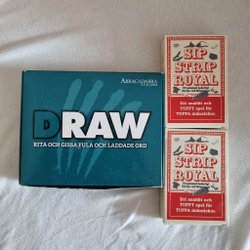 ABRACADABRA
DRAW
RITA OCH GISSA FULA OCH LADDADE ORD
SIP
STRIP
ROYAL
Ett snabbt och
TUFFT spel för
TUFFA människor.
SIP
STRIP
ROYAL
Ett snabbt och
TUFFT spel för
TUFFA människor.